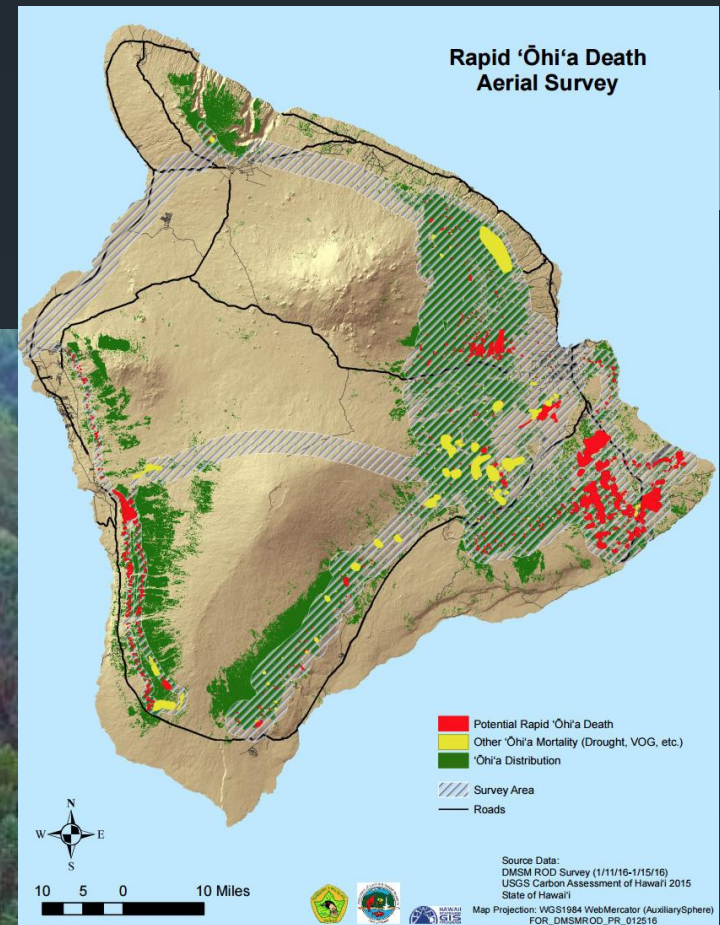 Rapid ʻŌhiʻa Death
Aerial Survey
Potential Rapid ʻŌhiʻa Death
Other ʻŌhiʻa Mortality (Drought, VOG, etc.)
ʻŌhiʻa Distribution
Survey Area
Roads
N
W E
S
10 5 0 10 Miles
Source Data:
DMSM ROD Survey (1/11/16-1/15/16)
USGS Carbon Assessment of Hawaiʻi 2015
State of Hawaiʻi
Map Projection: WGS1984 WebMercator (AuxiliarySphere)
FOR_DMSMROD_PR_012516